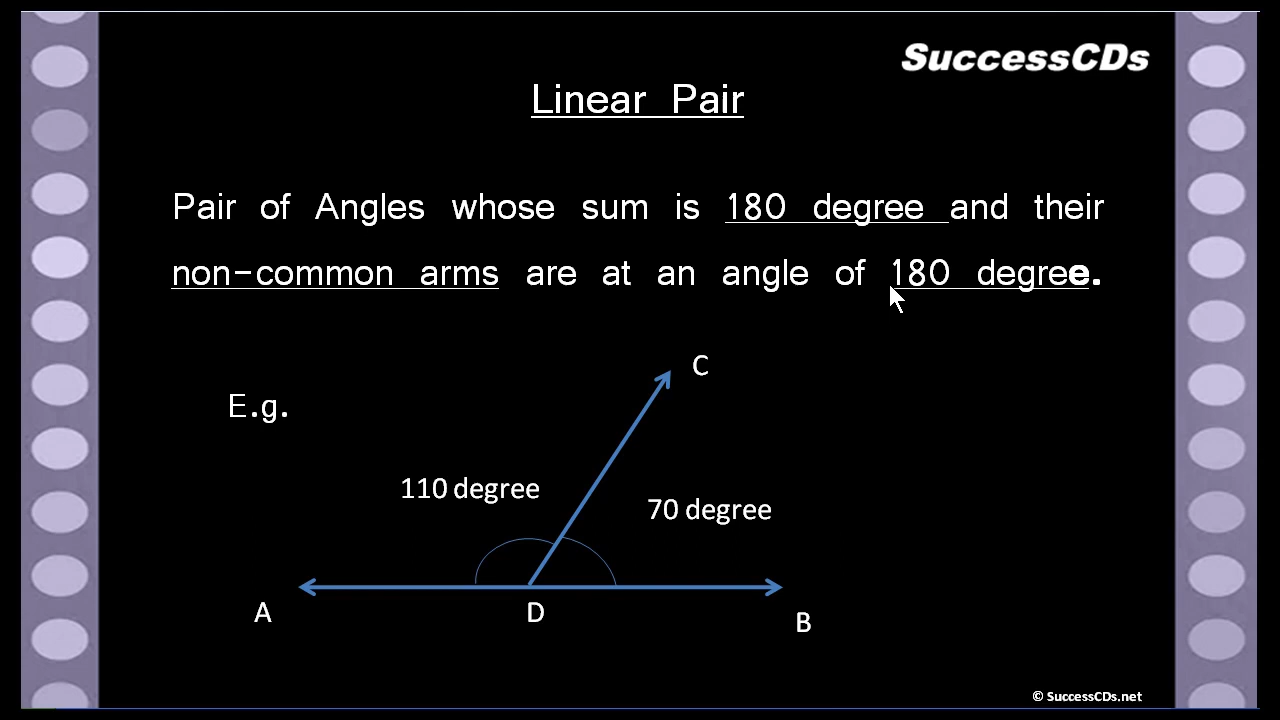 SuccessCDs
Linear Pair
Pair of Angles whose sum is 180 degree and their
non-common arms are at an angle of 180 degree.
C
E.g.
110 degree
70 degree
A
D
B
© SuccessCDs.net